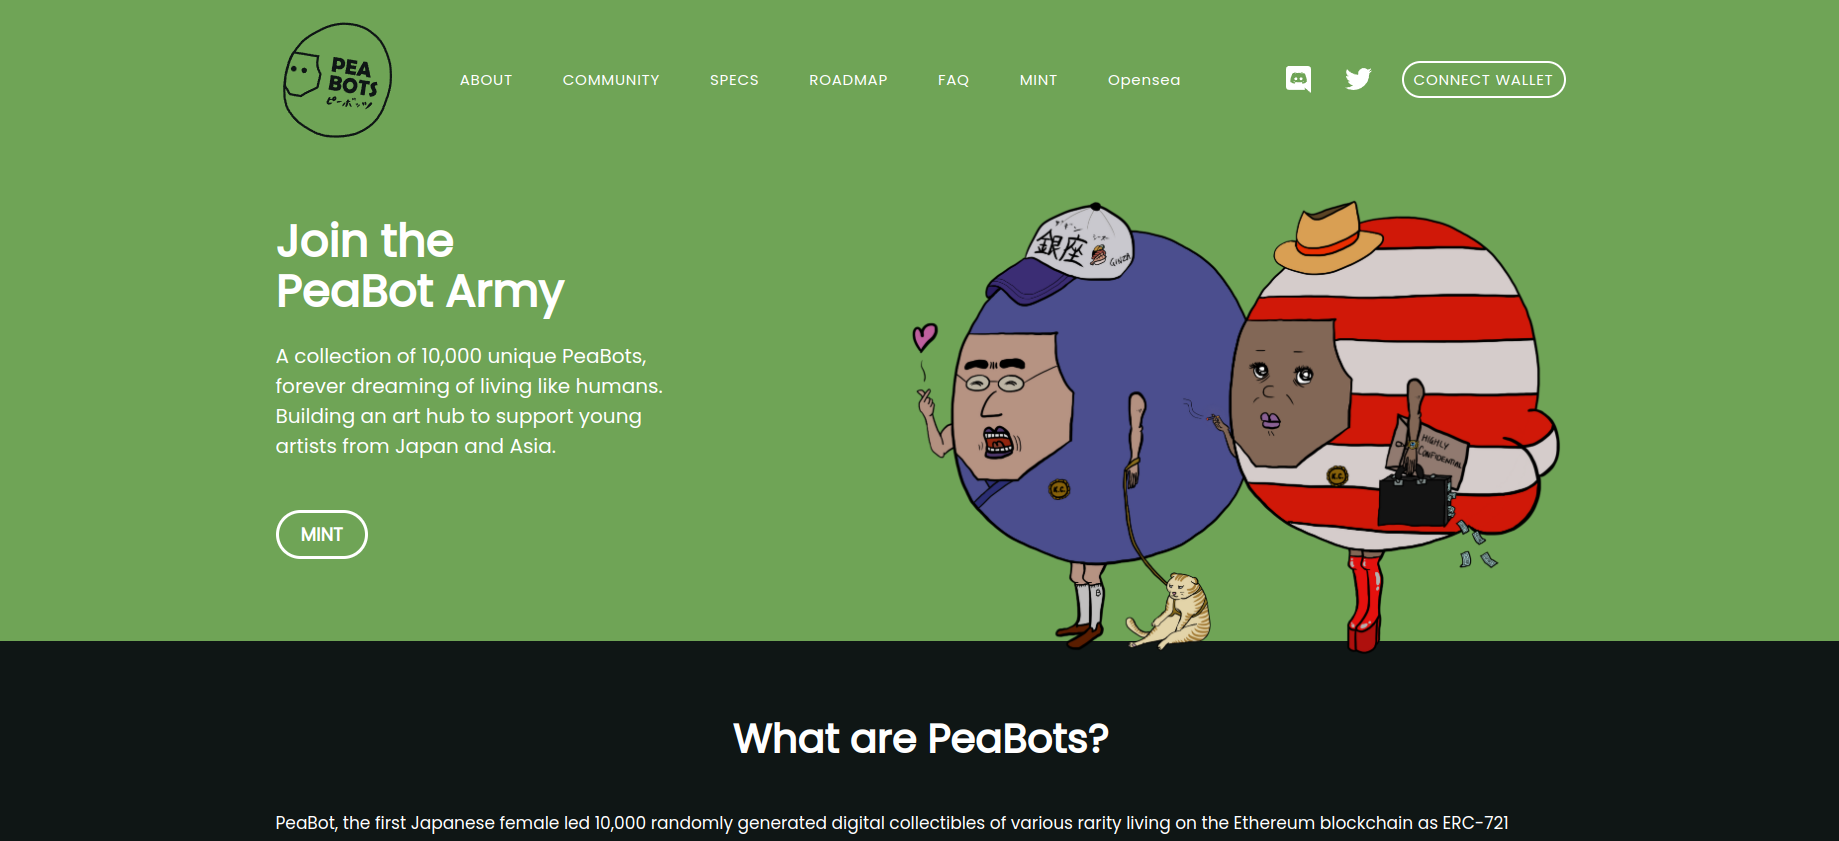 PEA
BOTS
ピーボッツ
ABOUT
COMMUNITY
SPECS
ROADMAP
FAQ
MINT
Opensea
CONNECT WALLET
Join the
PeaBot Army
A collection of 10,000 unique PeaBots,
forever dreaming of living like humans.
Building an art hub to support young
artists from Japan and Asia.
MINT
銀座
GINZA
HIGHLY
CONFIDENTIAL
B
What are PeaBots?
PeaBot, the first Japanese female led 10,000 randomly generated digital collectibles of various rarity living on the Ethereum blockchain as ERC-721